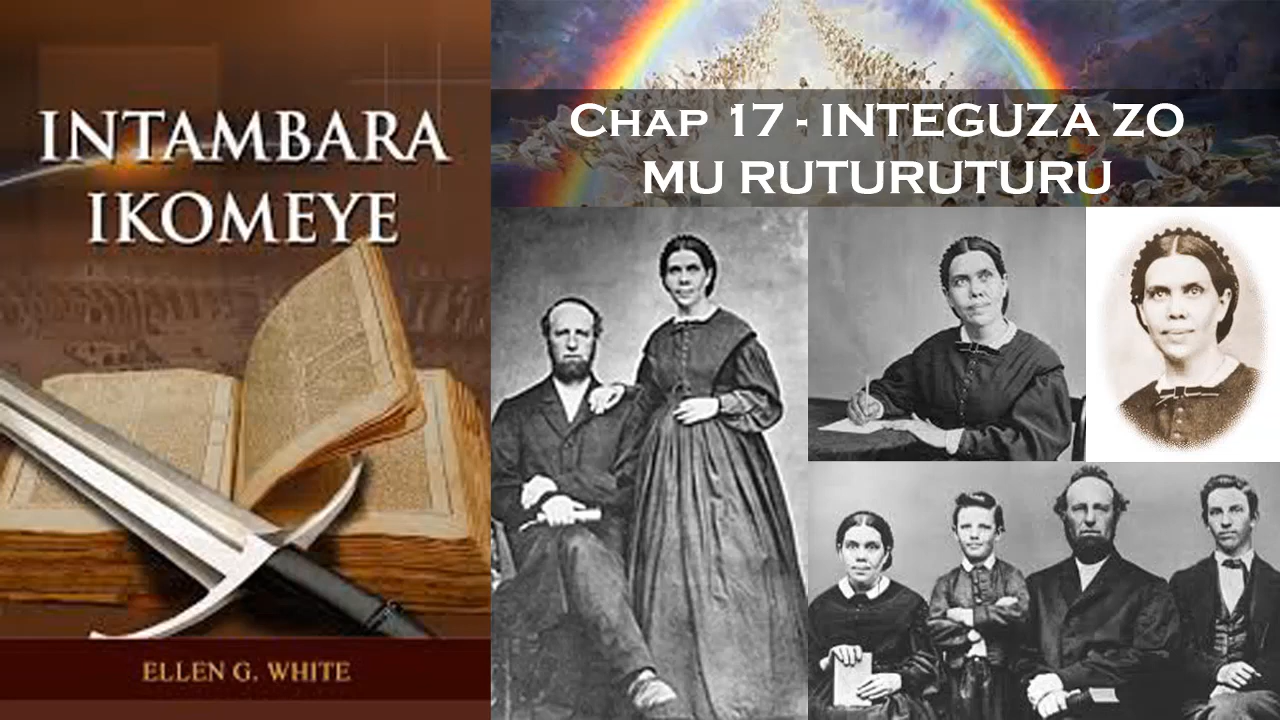 INTAMBARA
IKOMEYE
ELLEN G. WHITE
Chap 17 - INTEGUZA ZO
MU RUTURUTURU